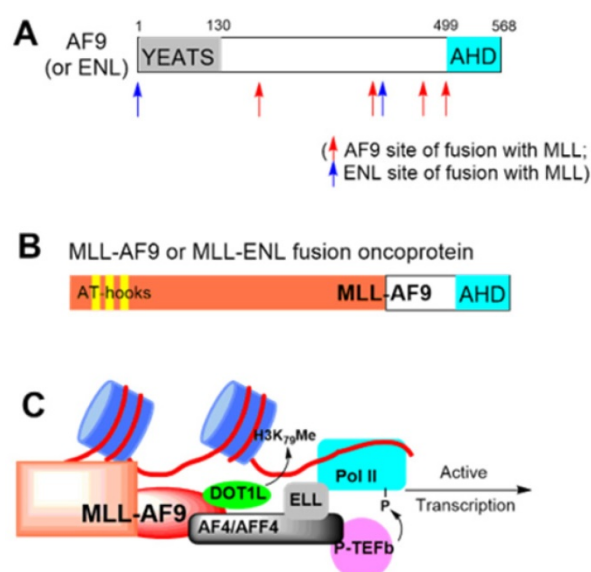 A
AF9
(or ENL)
1 130 499 568
YEATS AHD
( AF9 site of fusion with MLL;
ENL site of fusion with MLL)
B MLL-AF9 or MLL-ENL fusion oncoprotein
AT-hooks MLL-AF9 AHD
C
H3K79Me
Pol II
Active
Transcription
DOT1L
ELL
P
MLL-AF9
AF4/AFF4
P-TEFb